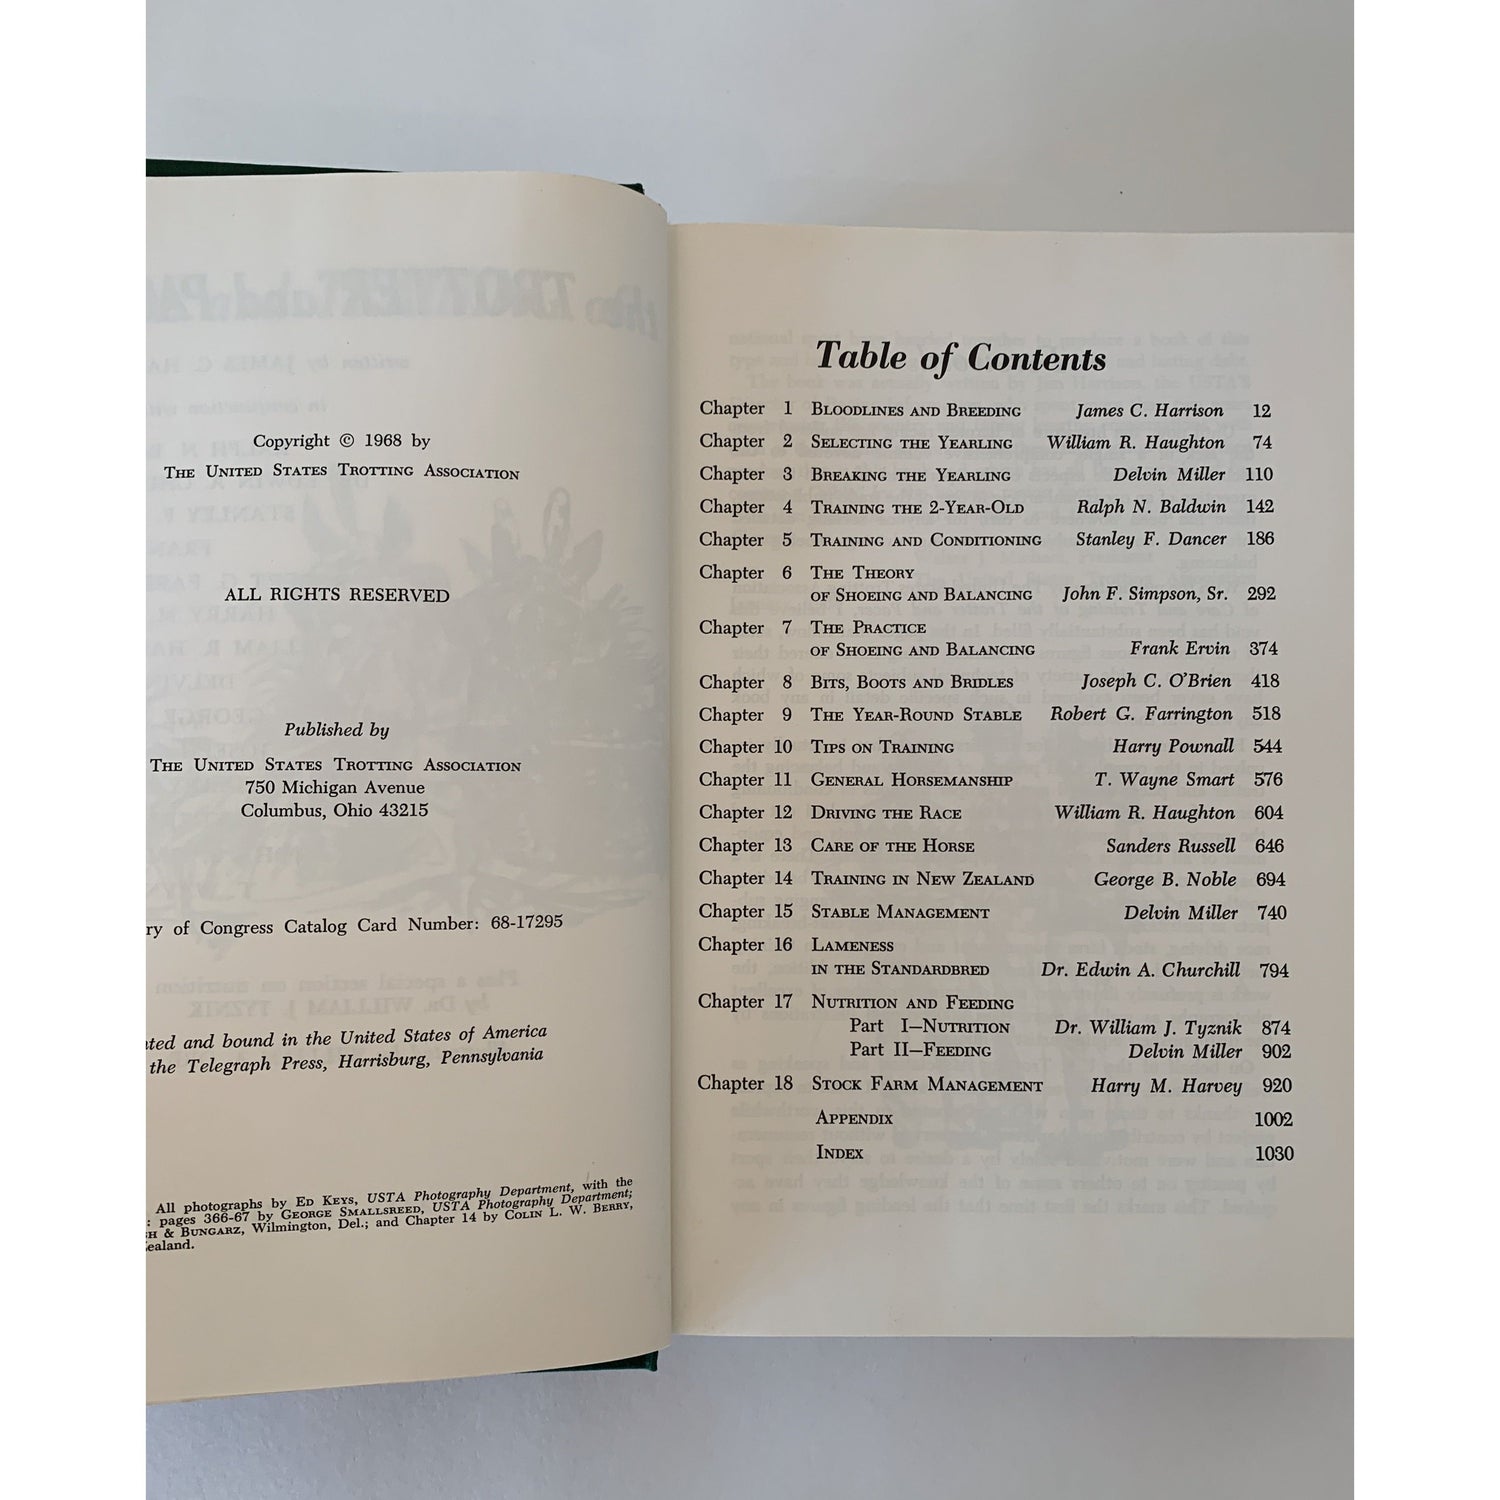 Copyright © 1968 by
THE UNITED STATES TROTTING ASSOCIATION
ALL RIGHTS RESERVED
Published by
THE UNITED STATES TROTTING ASSOCIATION
750 Michigan Avenue
Columbus, Ohio 43215
of Congress Catalog Card Number: 68-17295
and bound in the United States of America
the Telegraph Press, Harrisburg, Pennsylvania
All photographs by ED KEYS, USTA Photography Department, with the
: pages 366-67 by GEORGE SMALLSREED, USTA Photography Department;
& BUNGARZ, Wilmington, Del.; and Chapter 14 by COLIN L. W. BERRY,
Table of Contents
Chapter 1 BLOODLINES AND BREEDING James C. Harrison 12
Chapter 2 SELECTING THE YEARLING William R. Haughton 74
Chapter 3 BREAKING THE YEARLING Delvin Miller 110
Chapter 4 TRAINING THE 2-YEAR-OLD Ralph N. Baldwin 142
Chapter 5 TRAINING AND CONDITIONING Stanley F. Dancer 186
Chapter 6 THE THEORY
OF SHOEING AND BALANCING John F. Simpson, Sr. 292
Chapter 7 THE PRACTICE
OF SHOEING AND BALANCING Frank Ervin 374
Chapter 8 BITS, BOOTS AND BRIDLES Joseph C. O'Brien 418
Chapter 9 THE YEAR-ROUND STABLE Robert G. Farrington 518
Chapter 10 TIPS ON TRAINING Harry Pownall 544
Chapter 11 GENERAL HORSEMANSHIP T. Wayne Smart 576
Chapter 12 DRIVING THE RACE William R. Haughton 604
Chapter 13 CARE OF THE HORSE Sanders Russell 646
Chapter 14 TRAINING IN NEW ZEALAND George B. Noble 694
Chapter 15 STABLE MANAGEMENT Delvin Miller 740
Chapter 16 LAMENESS
IN THE STANDARDBRED Dr. Edwin A. Churchill 794
Chapter 17 NUTRITION AND FEEDING
Part I—NUTRITION Dr. William J. Tyznik 874
Part II—FEEDING Delvin Miller 902
Chapter 18 STOCK FARM MANAGEMENT Harry M. Harvey 920
APPENDIX 1002
INDEX 1030